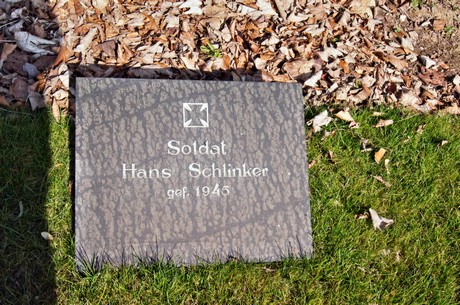 Soldat
Hans Schlinker
gef. 1945